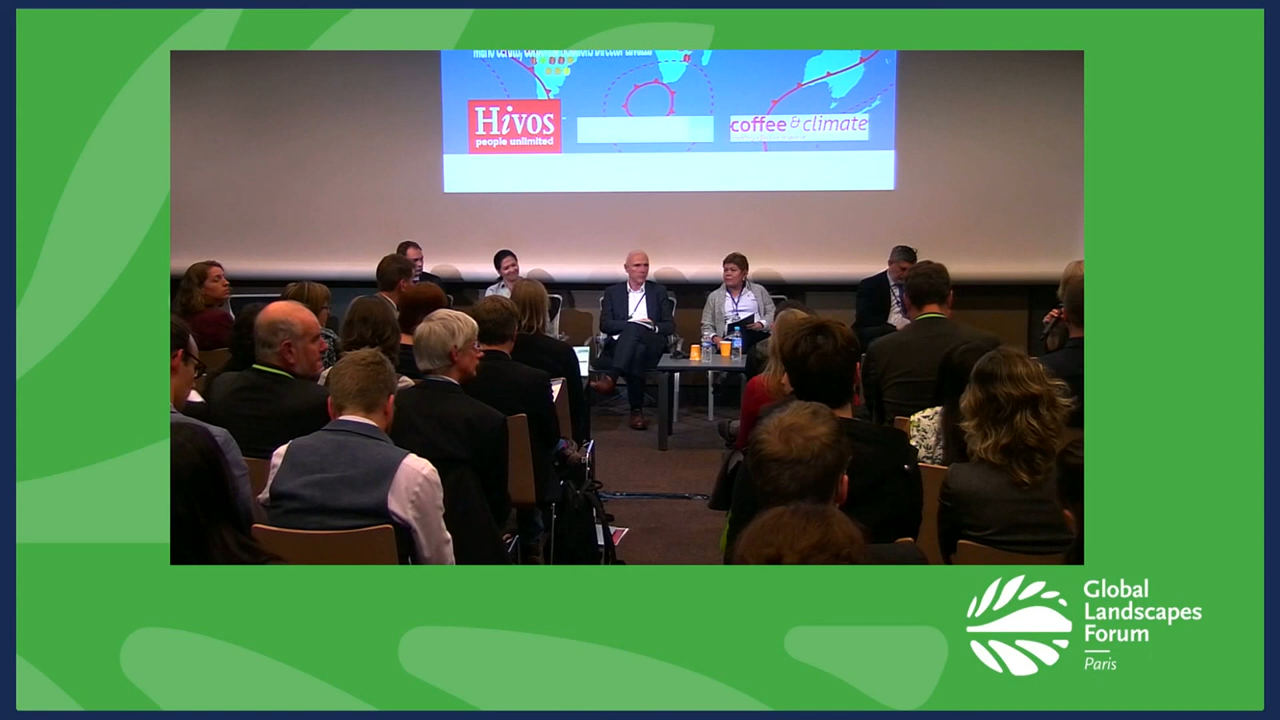 Hivos
people unlimited
coffee & climate
Global
Landscapes
Forum
Paris